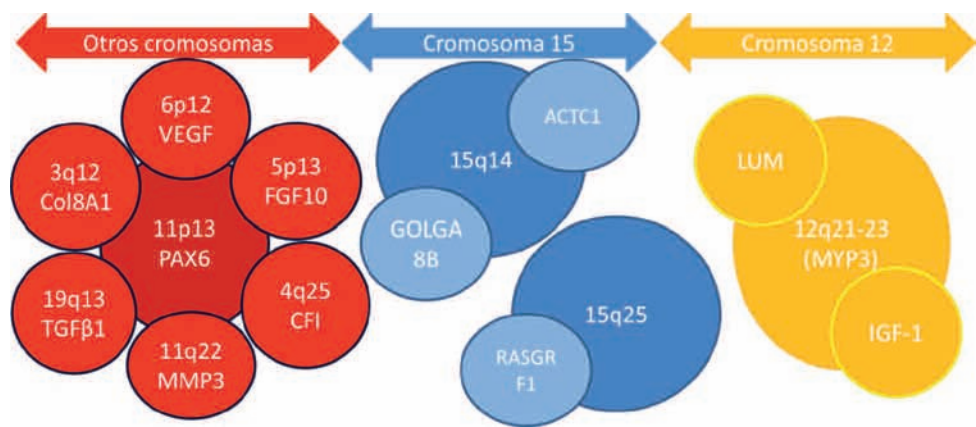 Otros cromosomas
Cromosoma 15
Cromosoma 12
6p12
VEGF
3q12
Col8A1
5p13
FGF10
11p13
PAX6
19q13
TGFβ1
4q25
CFI
11q22
MMP3
ACTC1
15q14
GOLGA
8B
15q25
RASGR
F1
LUM
12q21-23
(MYP3)
IGF-1